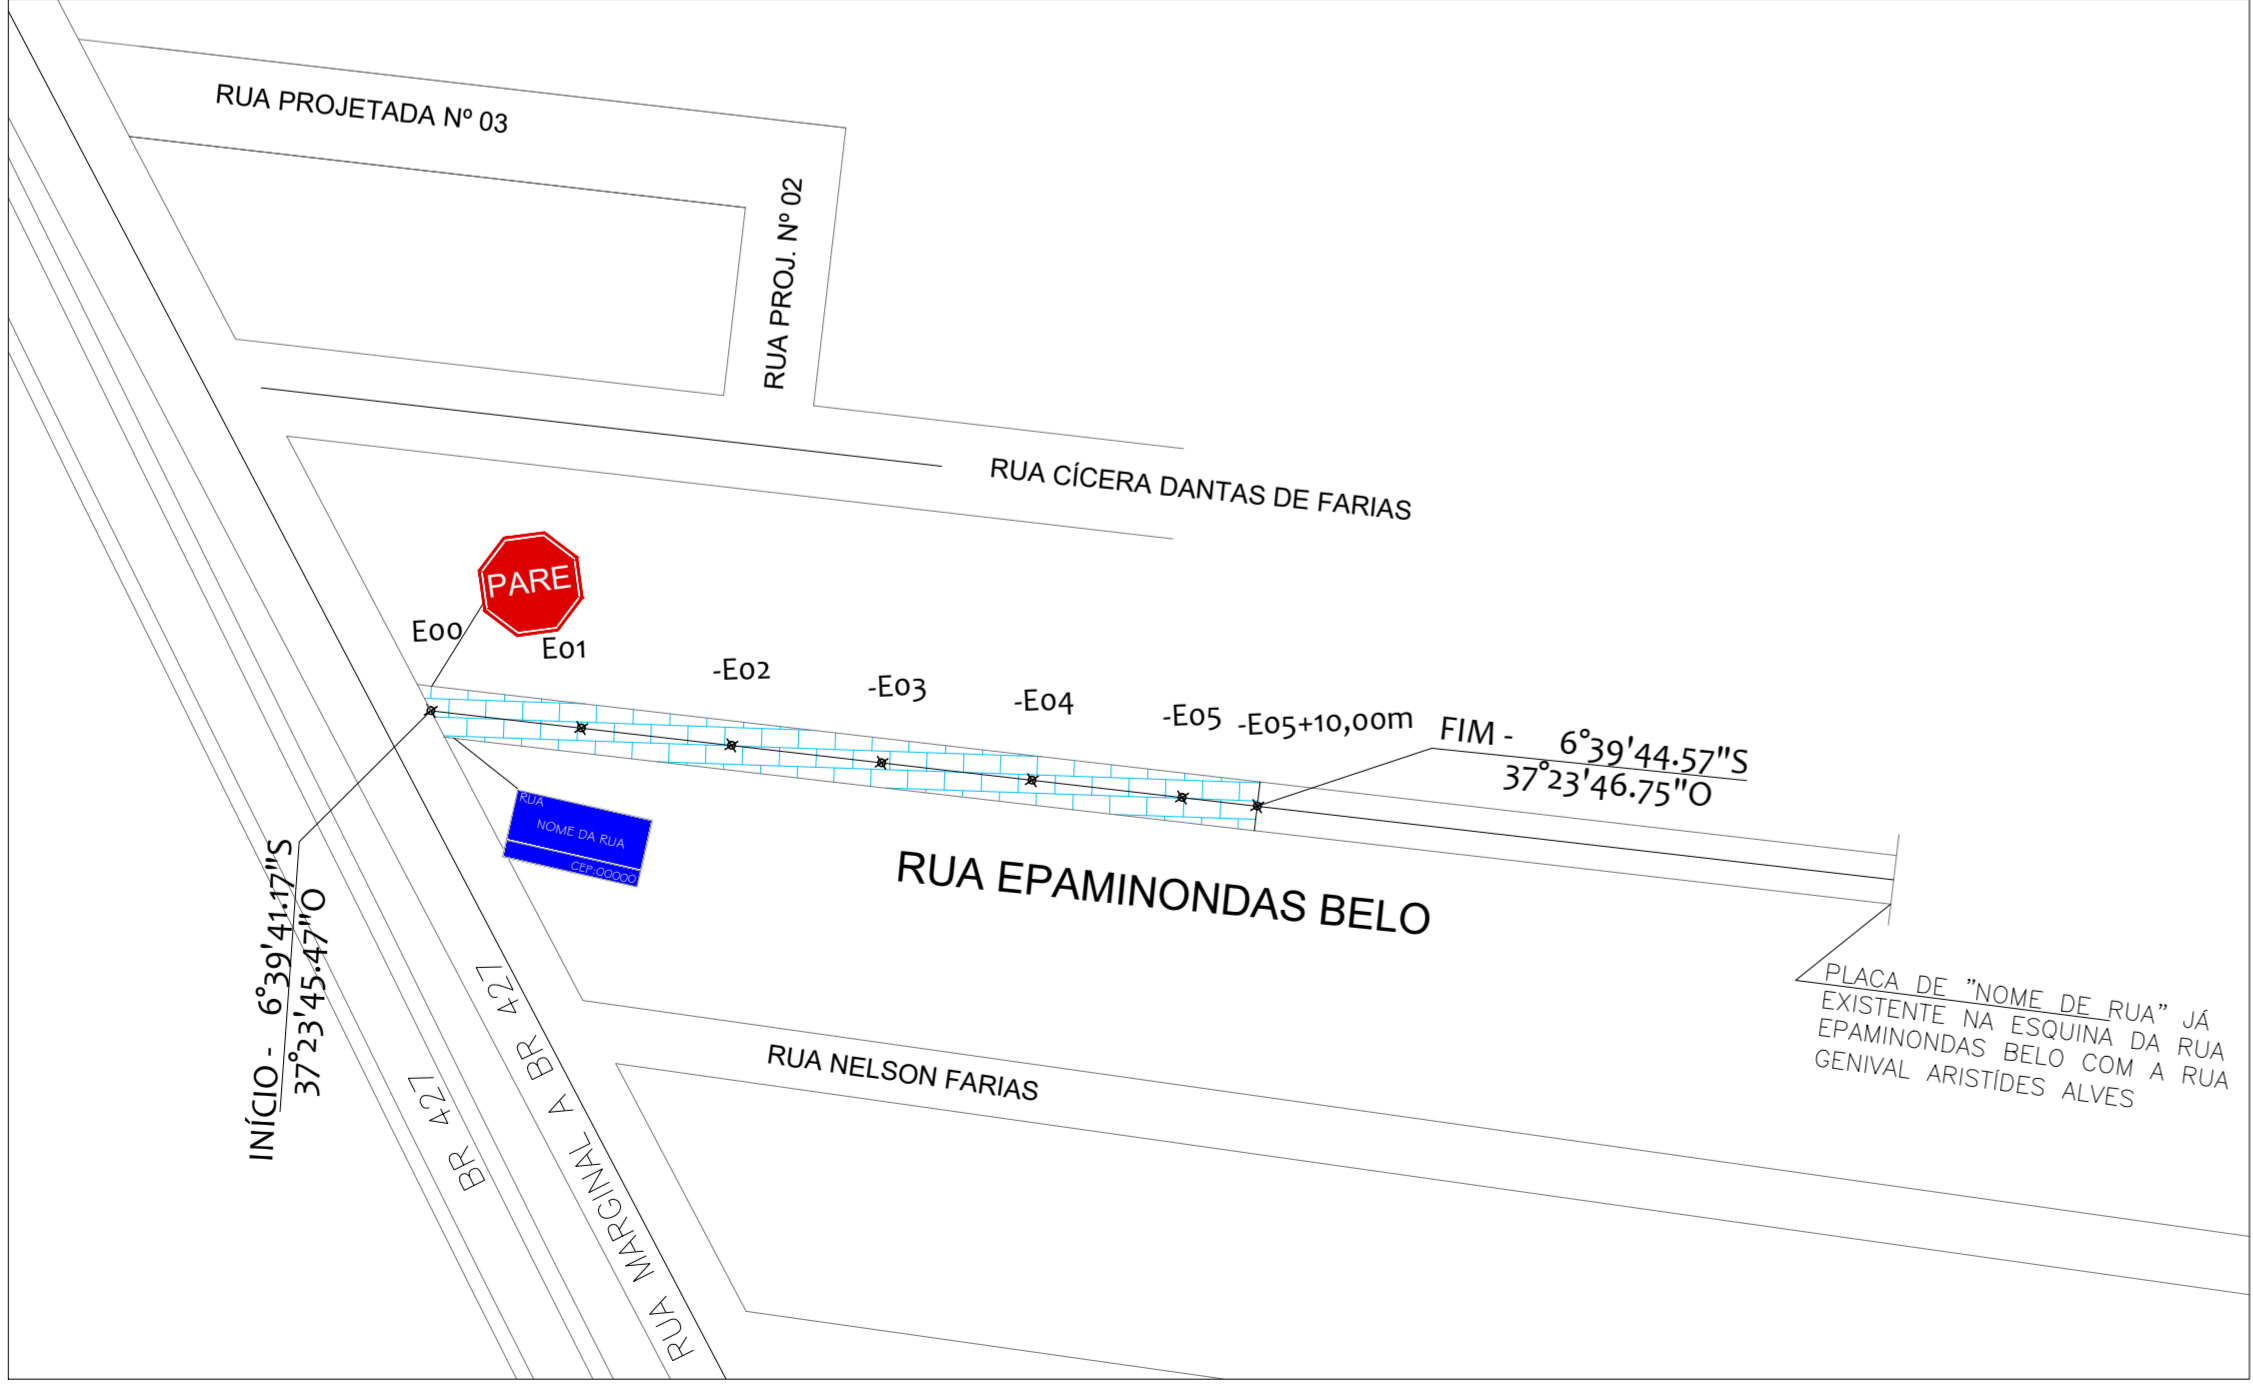 RUA PROJETADA Nº 03
RUA PROJ. Nº 02
RUA CÍCERA DANTAS DE FARIAS
PARE
E00
E01
-E02
-E03
-E04
-E05
-E05+10,00m
FIM - 6°39'44.57"S
37°23'46.75"O
RUA
NOME DA RUA
CEP:00000
RUA EPAMINONDAS BELO
INÍCIO - 6°39'41.17"S
37°23'45.47"O
BR 427
RUA MARGINAL A BR 427
RUA NELSON FARIAS
PLACA DE "NOME DE RUA" JÁ
EXISTENTE NA ESQUINA DA RUA
EPAMINONDAS BELO COM A RUA
GENIVAL ARISTÍDES ALVES